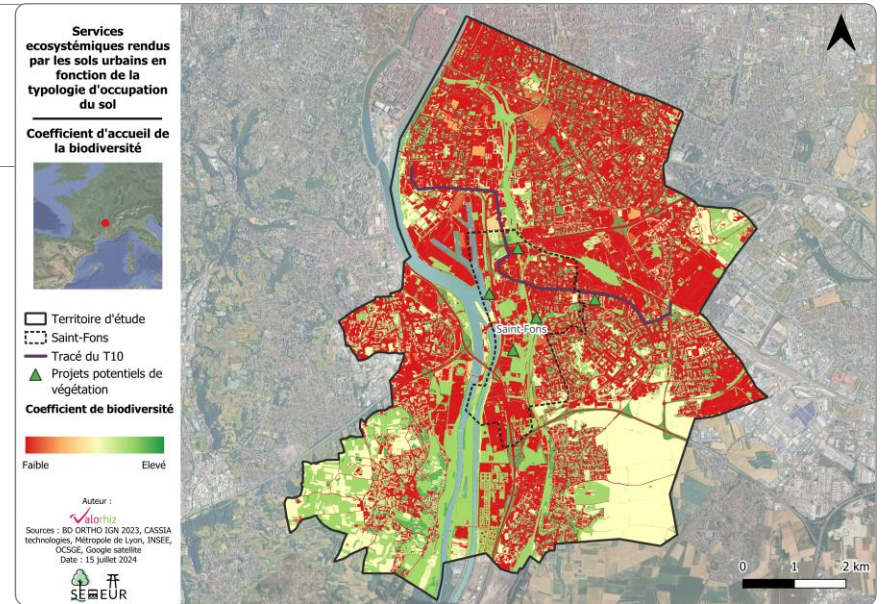 Services
ecosystémiques rendus
par les sols urbains en
fonction de la
typologie d'occupation
du sol
Coefficient d'accueil de
la biodiversité
Territoire d'étude
Saint-Fons
Tracé du T10
Projets potentiels de
végétation
Coefficient de biodiversité
Faible
Elevé
Auteur :
Valorhiz
Sources : BD ORTHO IGN 2023, CASSIA
technologies, Métropole de Lyon, INSEE,
OCSGE, Google satellite
Date : 15 juillet 2024
Saint-Fons
0 1 2 km